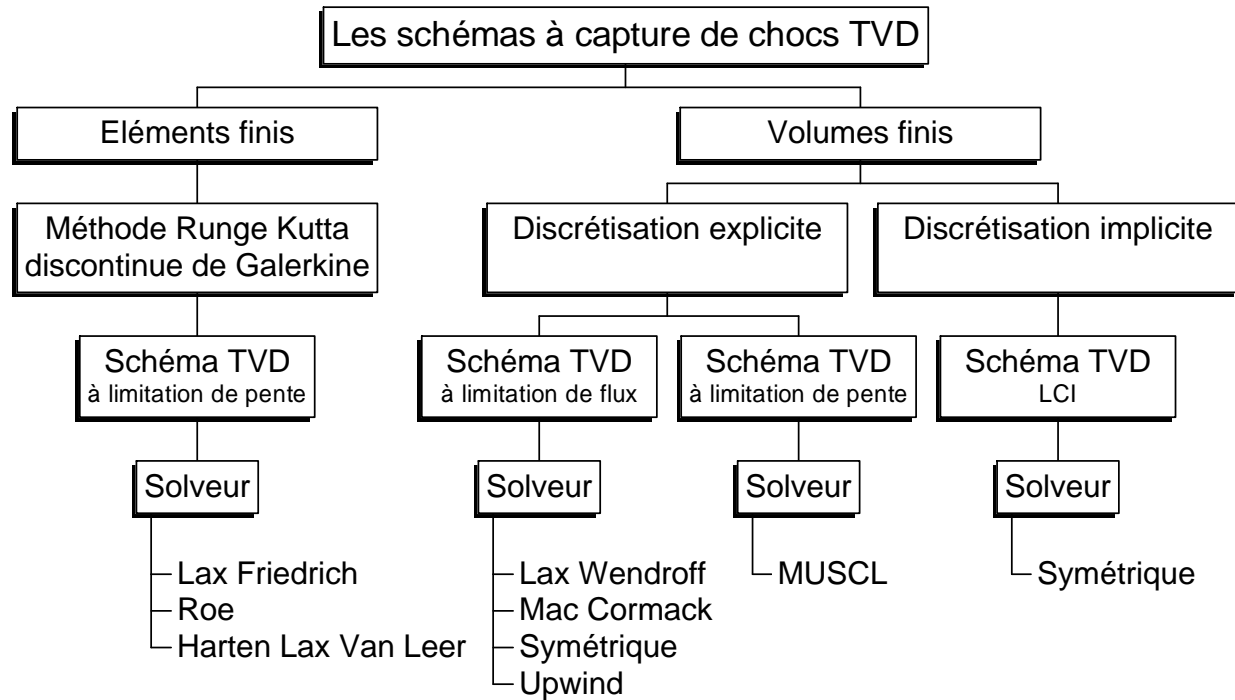 Les schémas à capture de chocs TVD
Eléments finis
Volumes finis
Méthode Runge Kutta
discontinue de Galerkine
Discrétisation explicite
Discrétisation implicite
Schéma TVD
à limitation de pente
Schéma TVD
à limitation de flux
Schéma TVD
à limitation de pente
Schéma TVD
LCI
Solveur
Solveur
Solveur
Solveur
Lax Friedrich
Roe
Harten Lax Van Leer
Lax Wendroff
Mac Cormack
Symétrique
Upwind
MUSCL
Symétrique